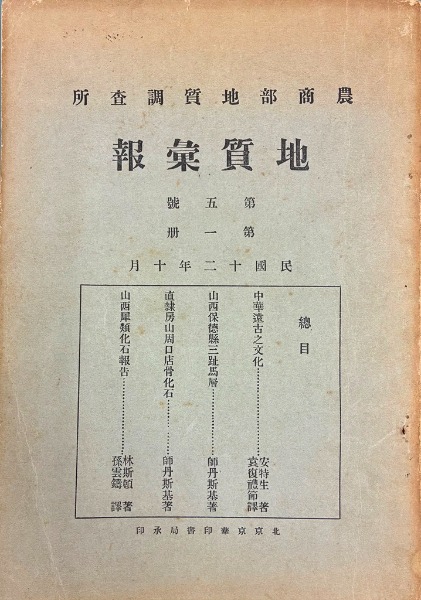 農商部地質調查所
地質彙報
第五號
第一册
民國十二年十月
總目
中華遠古之文化………………安特生著
袁復禮節譯
山西保德縣三趾馬層………………師丹斯基著
直隸房山周口店骨化石………………師丹斯基著
山西犀類化石報告………………林斯頓著
孫雲鑄譯
北京京華印書局承印